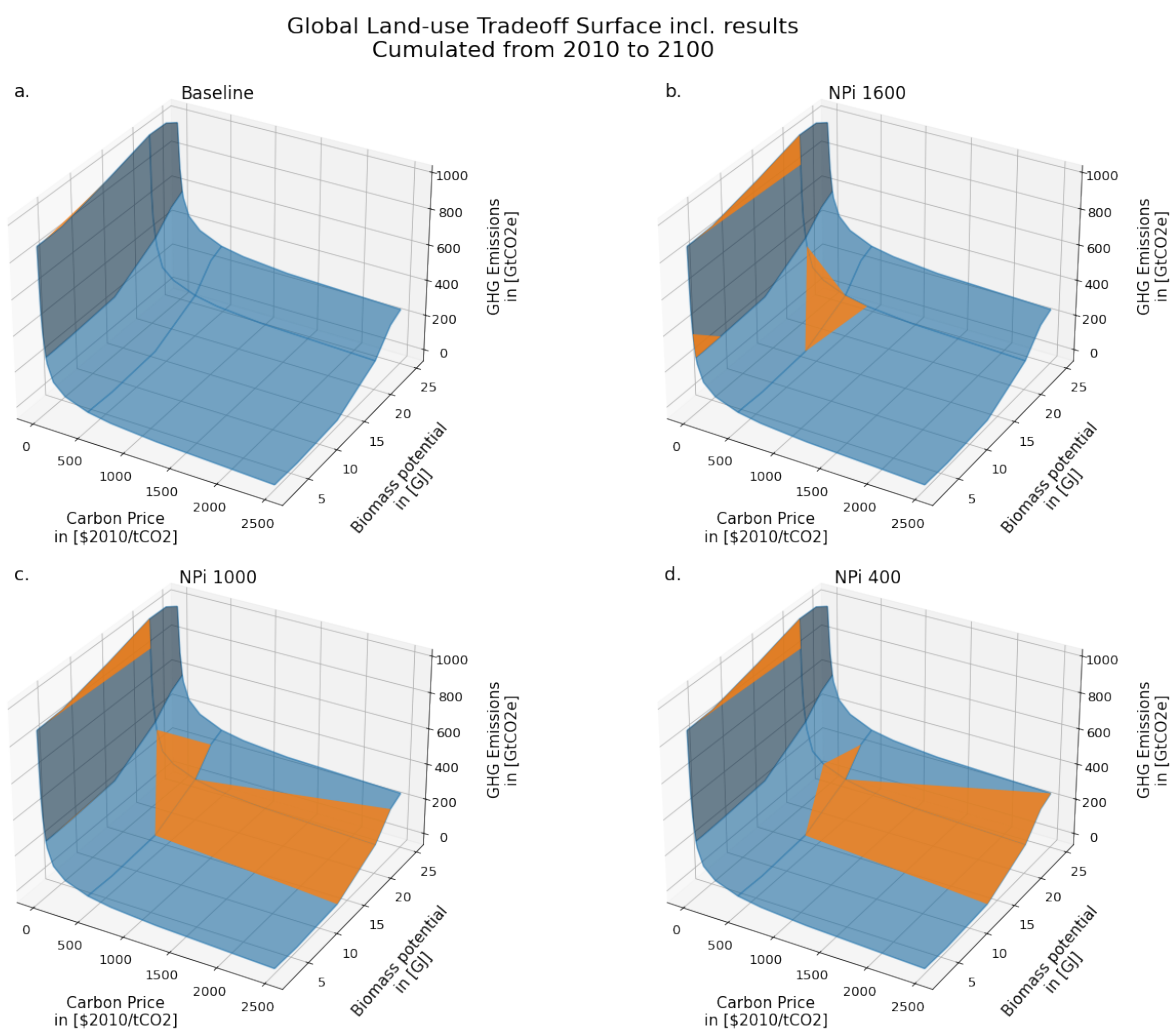 Global Land-use Tradeoff Surface incl. results
Cumulated from 2010 to 2100
a.
Baseline
1000
800
600
400
200
0
GHG Emissions
in [GtCO2e]
25
20
15
10
5
Biomass potential
in [GJ]
0
500
1000
1500
2000
2500
Carbon Price
in [$2010/tCO2]
b.
NPi 1600
1000
800
600
400
200
0
GHG Emissions
in [GtCO2e]
25
20
15
10
5
Biomass potential
in [GJ]
0
500
1000
1500
2000
2500
Carbon Price
in [$2010/tCO2]
c.
NPi 1000
1000
800
600
400
200
0
GHG Emissions
in [GtCO2e]
25
20
15
10
5
Biomass potential
in [GJ]
0
500
1000
1500
2000
2500
Carbon Price
in [$2010/tCO2]
d.
NPi 400
1000
800
600
400
200
0
GHG Emissions
in [GtCO2e]
25
20
15
10
5
Biomass potential
in [GJ]
0
500
1000
1500
2000
2500
Carbon Price
in [$2010/tCO2]